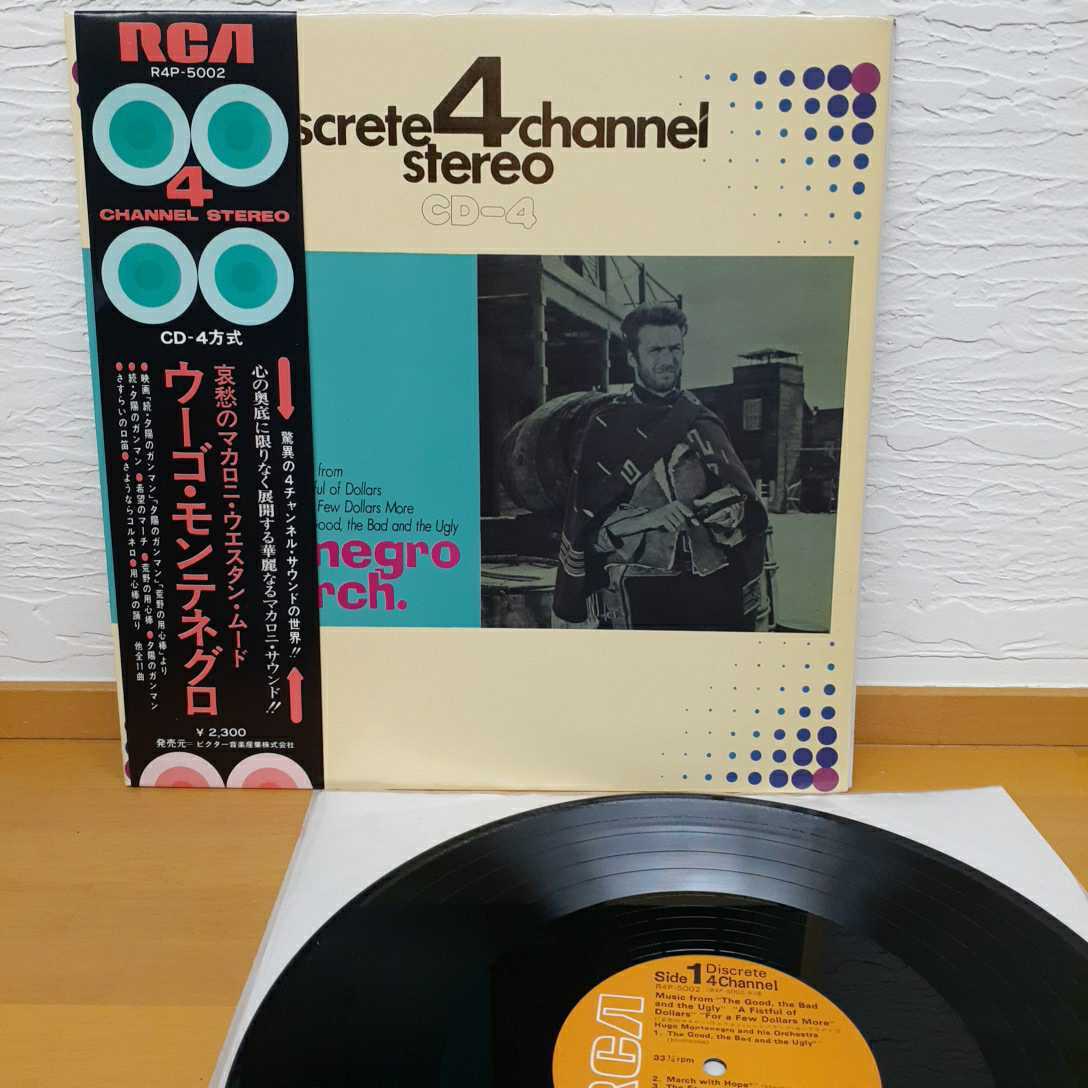 RCA
R4P-5002
4
CHANNEL STEREO
CD-4方式
驚異の4チャンネル・サウンドの世界!!
心の奥底に限りなく展開する華麗なるマカロニ・サウンド!!
哀愁のマカロニ・ウエスタン・ムード
ウーゴ・モンテネグロ
●映画「続・夕陽のガンマン」「夕陽のガンマン」「荒野の用心棒」より
●続・夕陽のガンマン ●希望のマーチ ●荒野の用心棒 ●夕陽のガンマン
●さすらいの口笛 ●さようならコルネロ ●用心棒の踊り 他全11曲
¥2,300
発売元=ビクター音楽産業株式会社
screte 4 channel
stereo
CD-4
from
ful of Dollars
Few Dollars More
Good, the Bad and the Ugly
negro
rch.
RCA
Side 1 Discrete
4Channel
R4P-5002
Music from "The Good, the Bad
and the Ugly" "A Fistful of
Dollars" "For a Few Dollars More"
Hugo Montenegro and his Orchestra
1. The Good, the Bad and the Ugly
33⅓ rpm
2. March with Hope